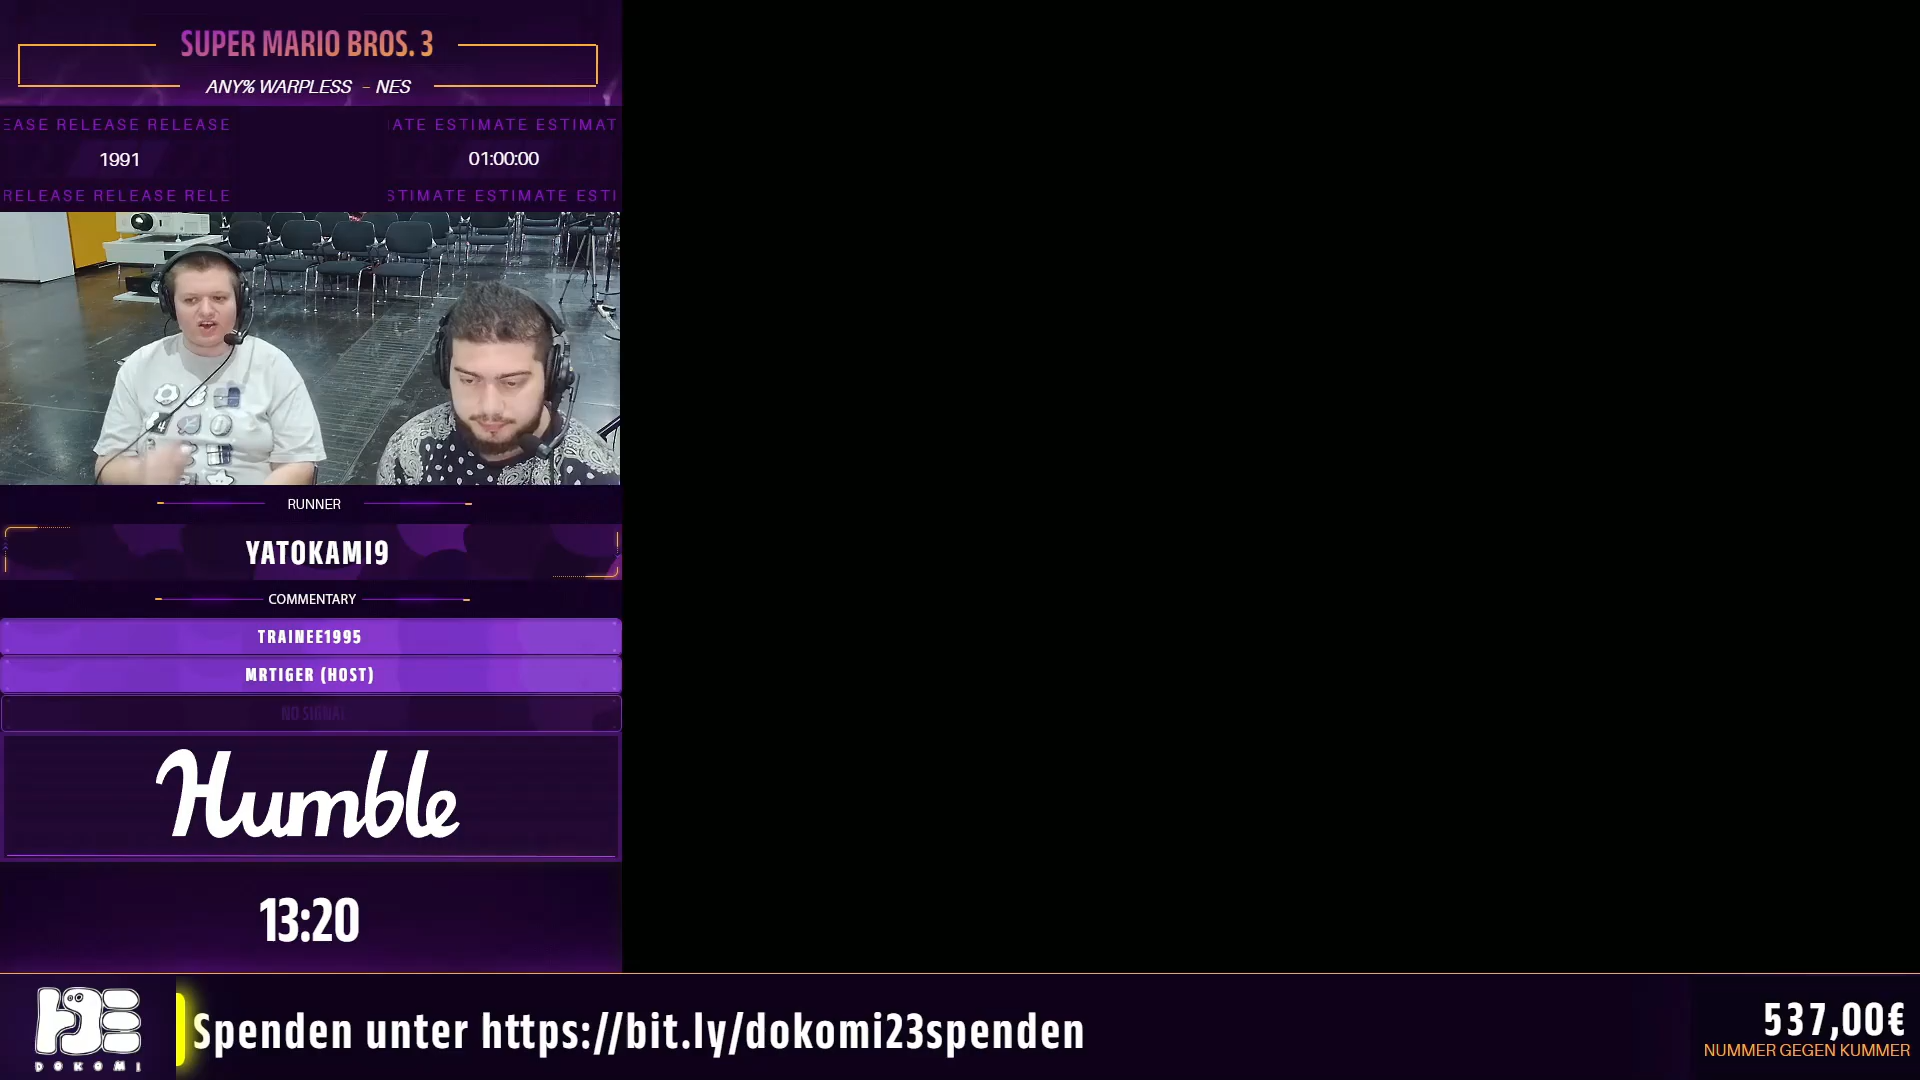 SUPER MARIO BROS. 3
ANY% WARPLESS – NES
EASE RELEASE RELEASE
ATE ESTIMATE ESTIMAT
1991
01:00:00
RELEASE RELEASE RELE
STIMATE ESTIMATE ESTI
RUNNER
YATOKAMI9
COMMENTARY
TRAINEE1995
MRTIGER (HOST)
NO SIGNAL
Humble
13:20
DOKOMI
Spenden unter https://bit.ly/dokomi23spenden
537,00€
NUMMER GEGEN KUMMER